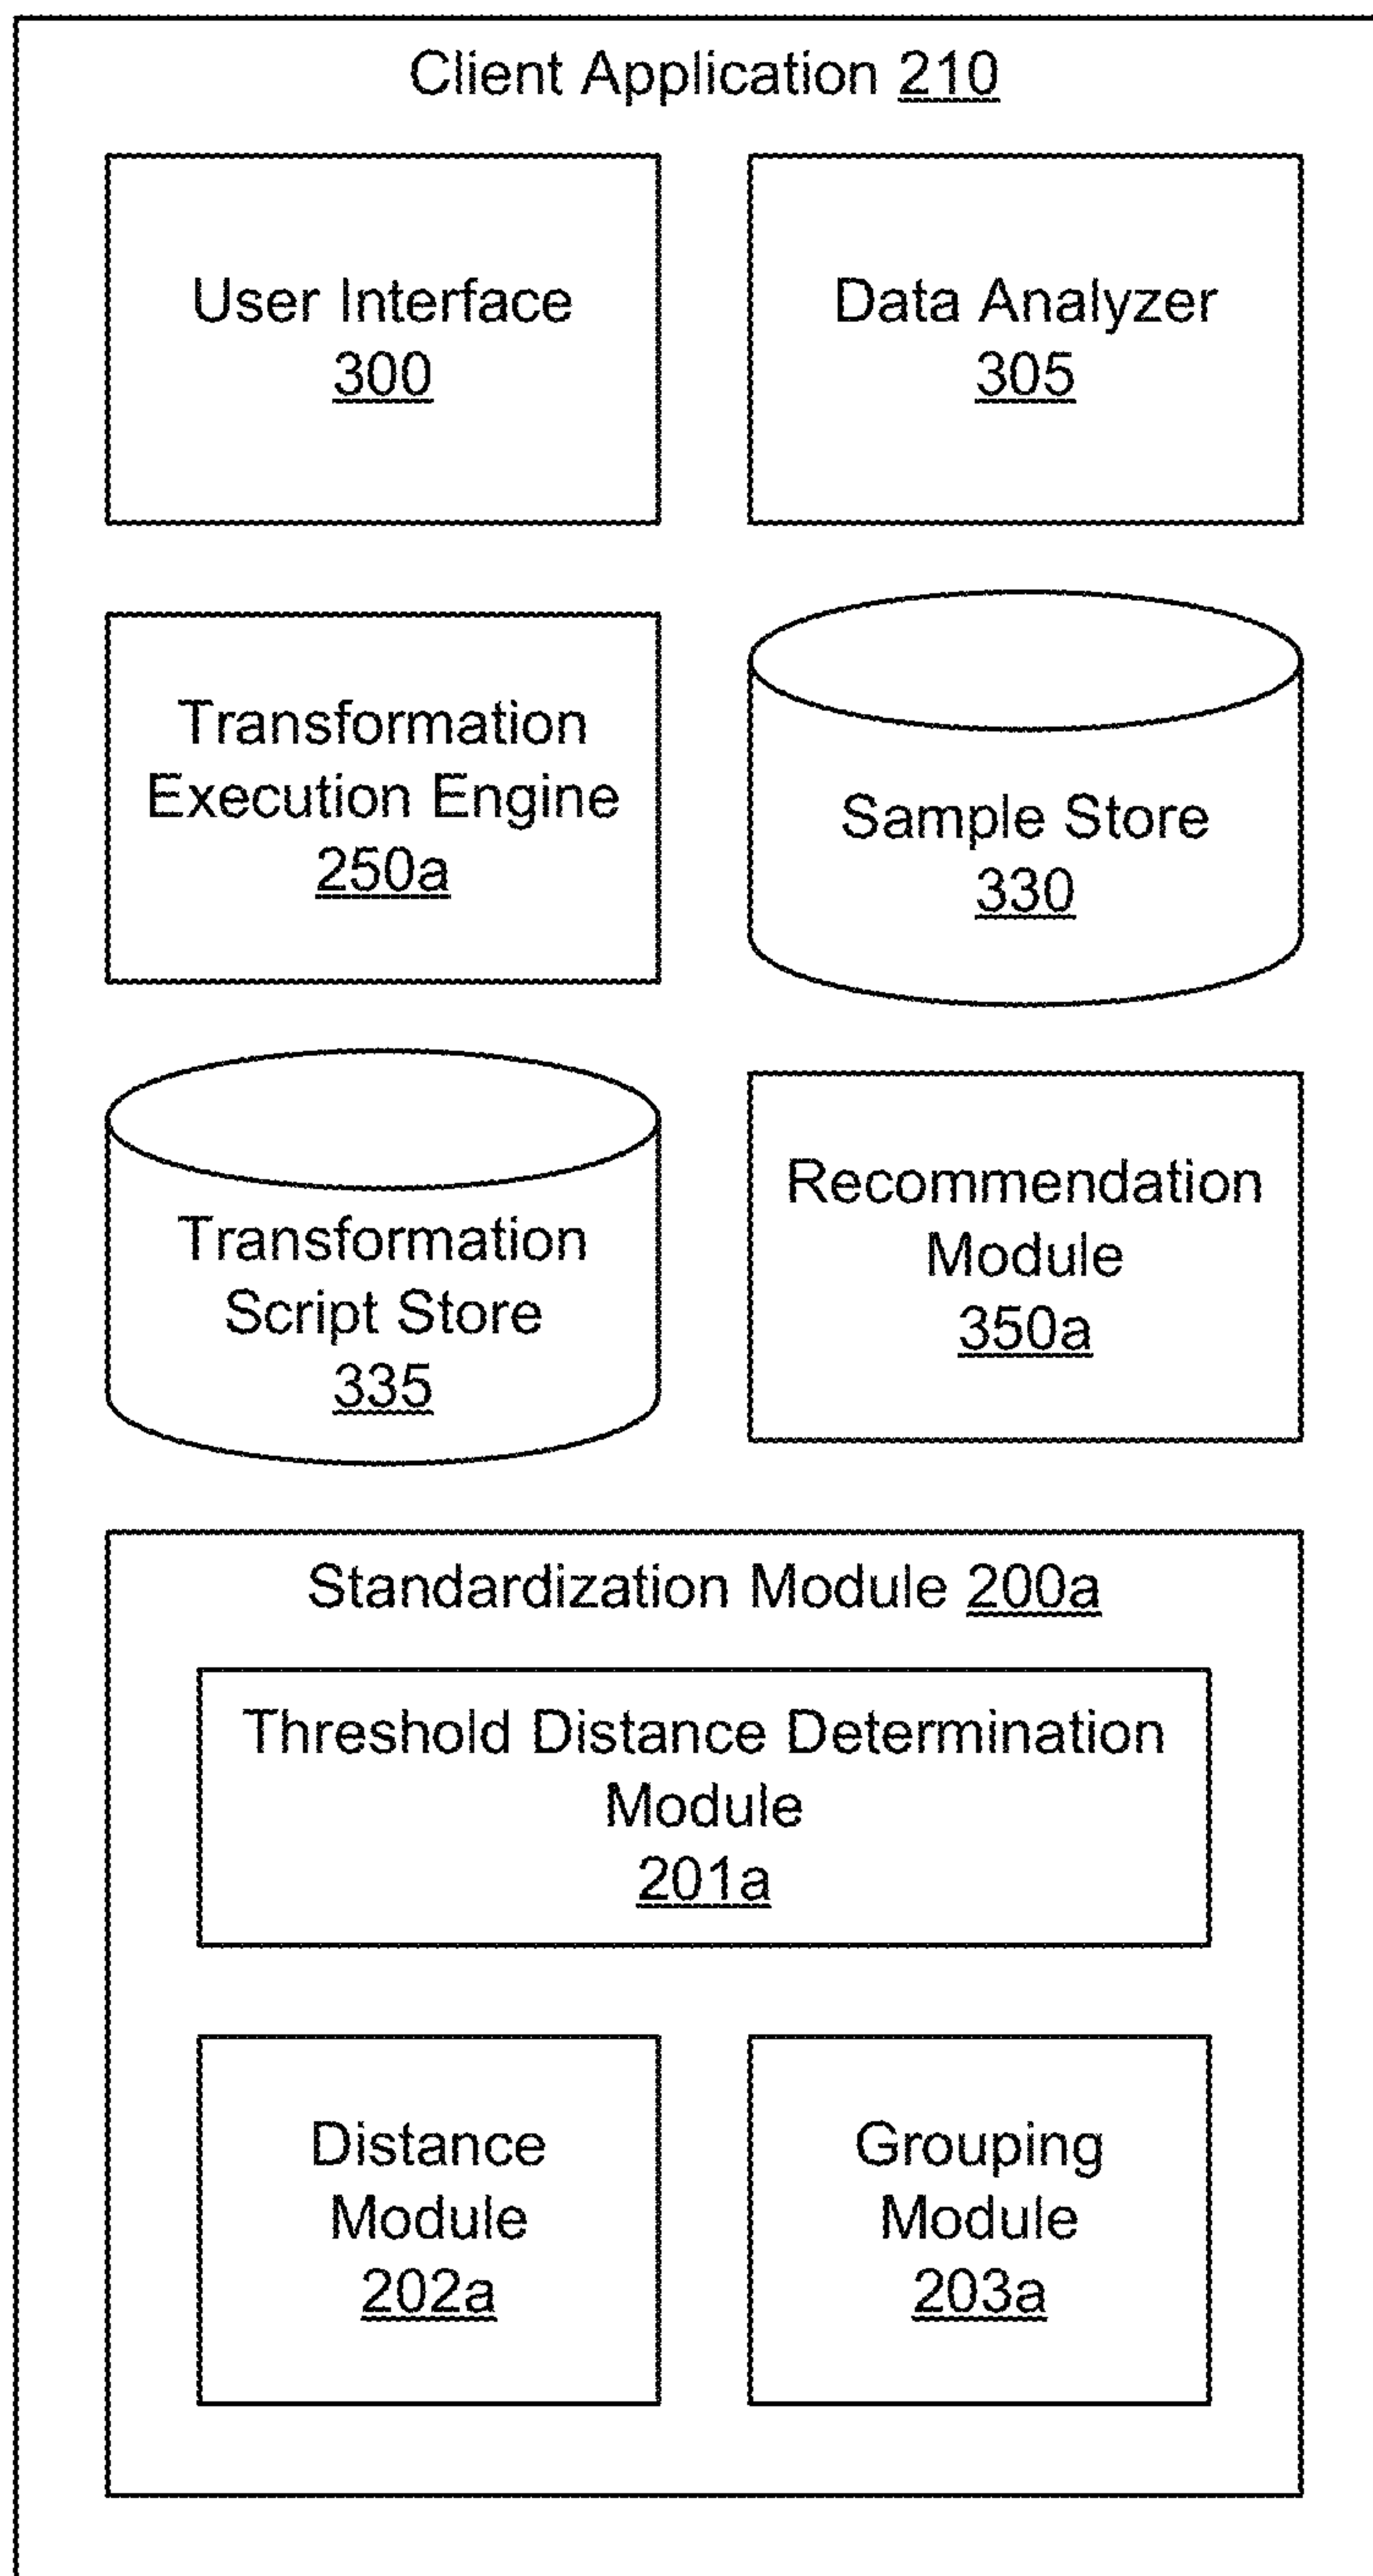 Client Application 210
User Interface
300
Data Analyzer
305
Transformation
Execution Engine
250a
Sample Store
330
Transformation
Script Store
335
Recommendation
Module
350a
Standardization Module 200a
Threshold Distance Determination
Module
201a
Distance
Module
202a
Grouping
Module
203a